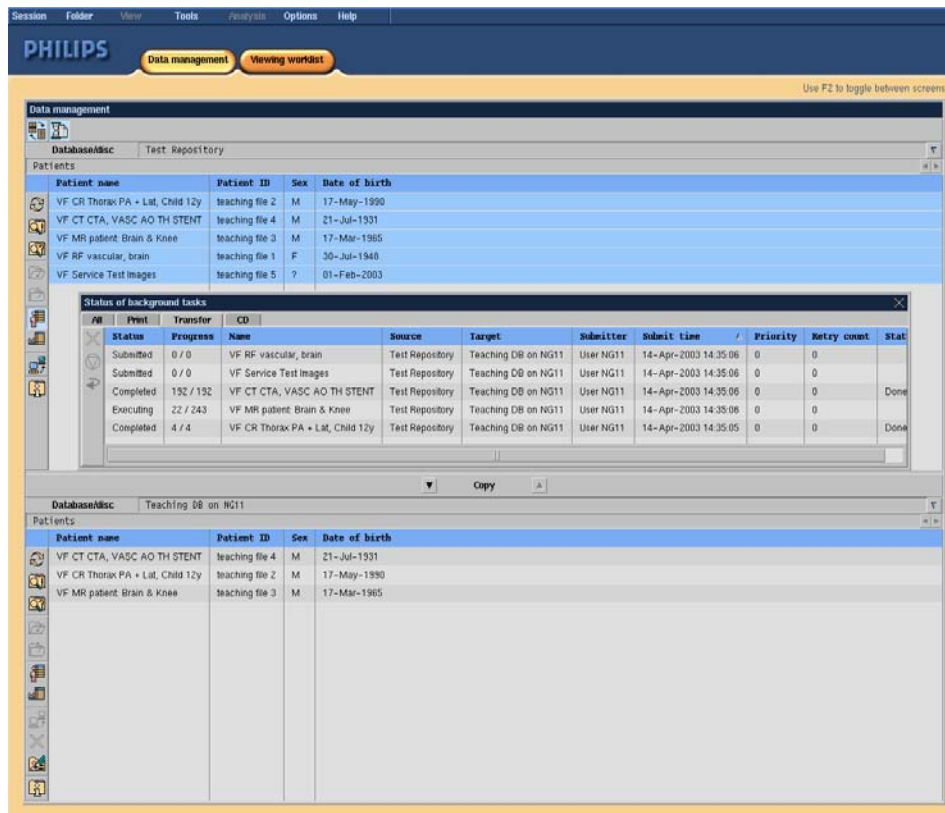 Session Folder View Tools Analysis Options Help
PHILIPS
Data management Viewing worklist
Use F2 to toggle between screens
Data management
Database/disc Test Repository
Patients
Patient name Patient ID Sex Date of birth
VF CR Thorax PA + Lat, Child 12y teaching file 2 M 17-May-1990
VF CT CTA, VASC AO TH STENT teaching file 4 M 21-Jul-1931
VF MR patient: Brain & Knee teaching file 3 M 17-Mar-1965
VF RF vascular, brain teaching file 1 F 30-Jul-1948
VF Service Test Images teaching file 5 ? 01-Feb-2003
Status of background tasks
All Print Transfer CD
Status Progress Name Source Target Submitter Submit time Priority Retry count Stat
Submitted 0 / 0 VF RF vascular, brain Test Repository Teaching DB on NG11 User NG11 14-Apr-2003 14:35:06 0 0
Submitted 0 / 0 VF Service Test Images Test Repository Teaching DB on NG11 User NG11 14-Apr-2003 14:35:06 0 0
Completed 192 / 192 VF CT CTA, VASC AO TH STENT Test Repository Teaching DB on NG11 User NG11 14-Apr-2003 14:35:06 0 0 Done
Executing 22 / 243 VF MR patient: Brain & Knee Test Repository Teaching DB on NG11 User NG11 14-Apr-2003 14:35:06 0 0
Completed 4 / 4 VF CR Thorax PA + Lat, Child 12y Test Repository Teaching DB on NG11 User NG11 14-Apr-2003 14:35:05 0 0 Done
Copy
Database/disc Teaching DB on NG11
Patients
Patient name Patient ID Sex Date of birth
VF CT CTA, VASC AO TH STENT teaching file 4 M 21-Jul-1931
VF CR Thorax PA + Lat, Child 12y teaching file 2 M 17-May-1990
VF MR patient: Brain & Knee teaching file 3 M 17-Mar-1965